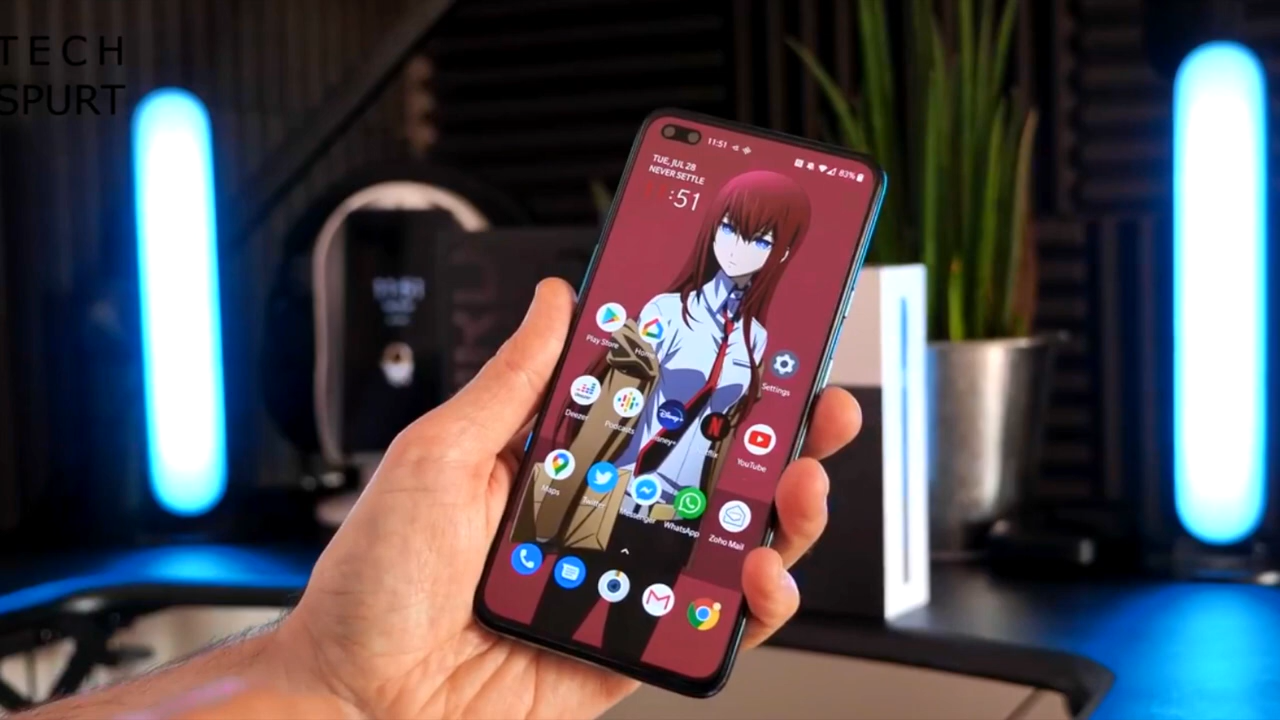 TECH
SPURT
11:51
83%
TUE, JUL 28
NEVER SETTLE
:51
Play Store
Home
Settings
Deezer
Podcasts
YouTube
Maps
Twitter
Messenger
WhatsApp
Zoho Mail